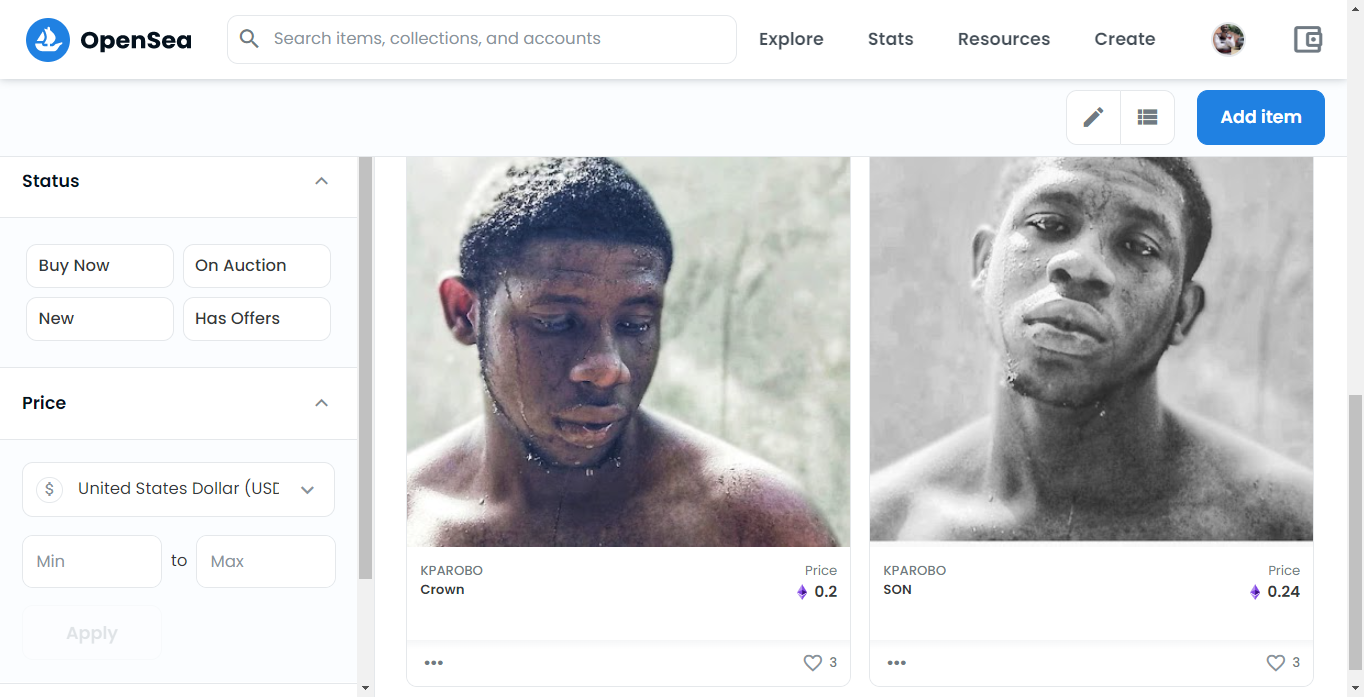 OpenSea
Search items, collections, and accounts
Explore
Stats
Resources
Create
Add item
Status
Buy Now
On Auction
New
Has Offers
Price
$ United States Dollar (USD
Min to Max
Apply
KPAROBO
Price
Crown
0.2
3
KPAROBO
Price
SON
0.24
3